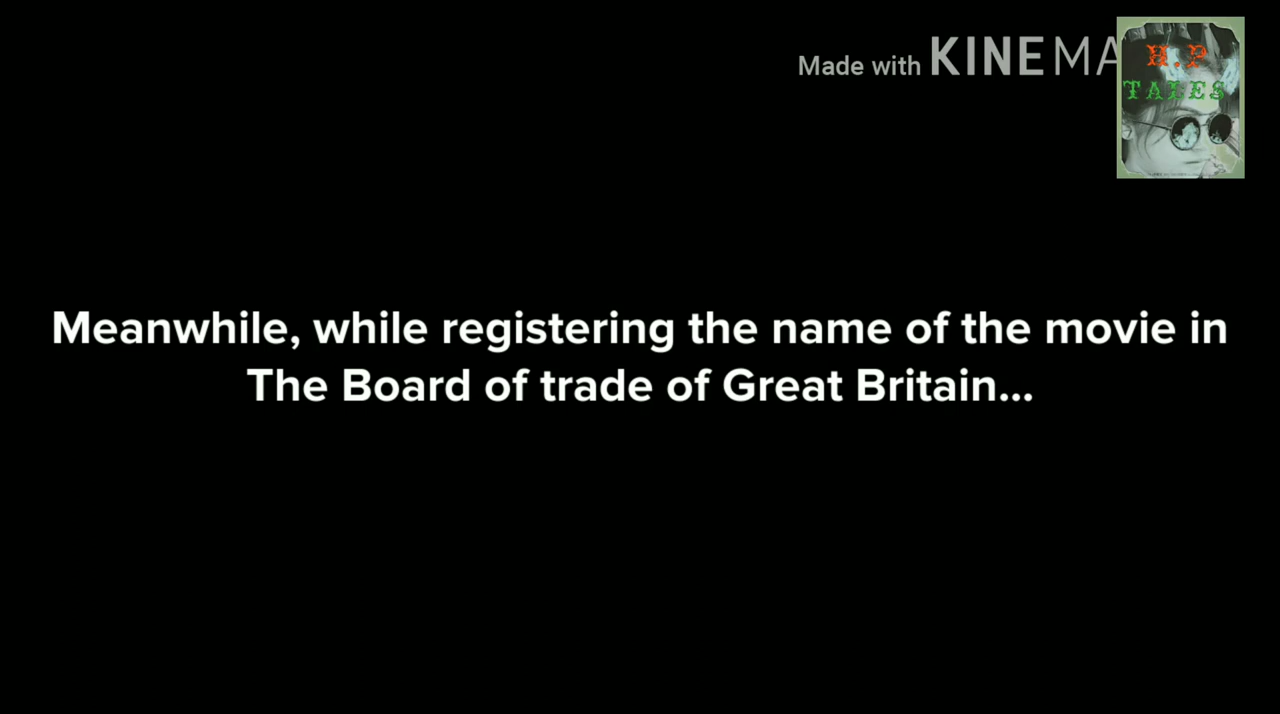 Made with KINEMA
H.P
TALES
Meanwhile, while registering the name of the movie in
The Board of trade of Great Britain...